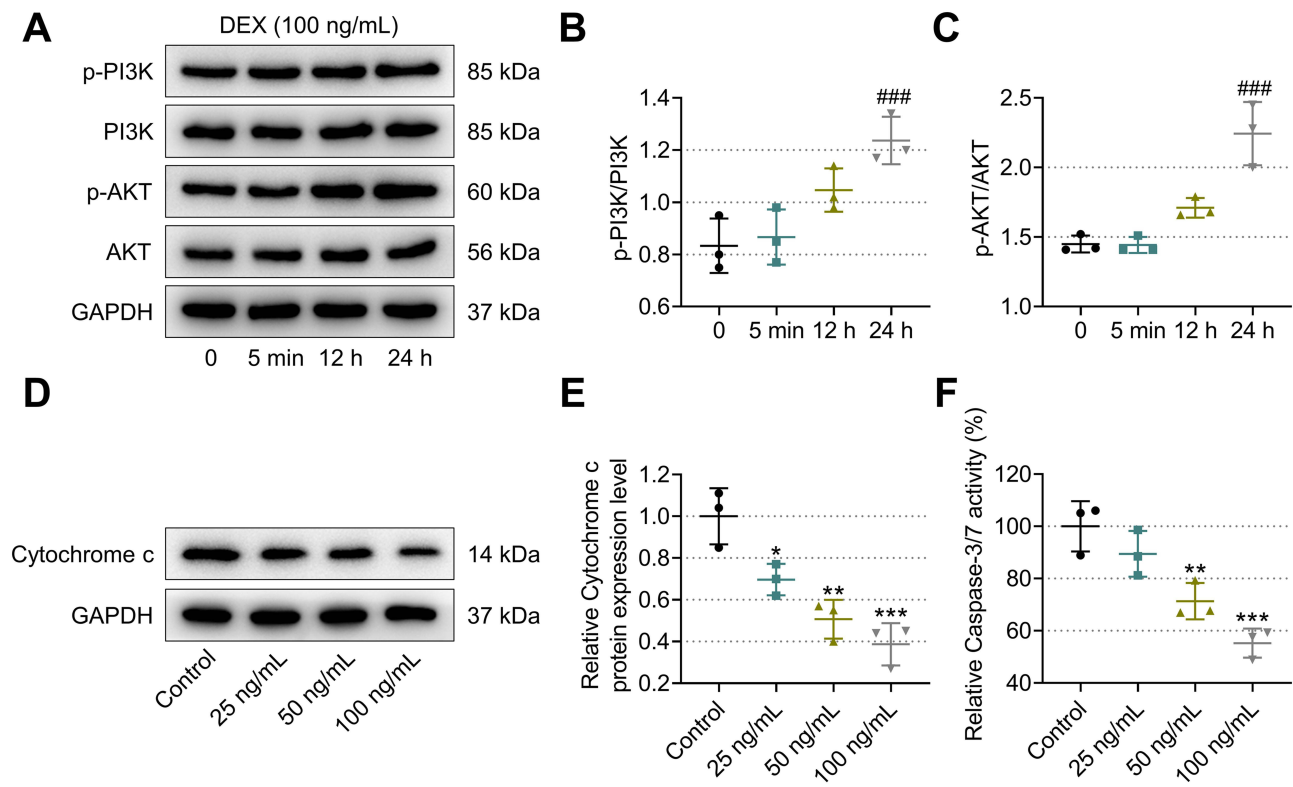 A
DEX (100 ng/mL)
p-PI3K
85 kDa
PI3K
85 kDa
p-AKT
60 kDa
AKT
56 kDa
GAPDH
37 kDa
0 5 min 12 h 24 h
B
p-PI3K/PI3K
1.4
1.2
1.0
0.8
0.6
###
0 5 min 12 h 24 h
C
p-AKT/AKT
2.5
2.0
1.5
1.0
###
0 5 min 12 h 24 h
D
Cytochrome c
14 kDa
GAPDH
37 kDa
Control
25 ng/mL
50 ng/mL
100 ng/mL
E
Relative Cytochrome c
protein expression level
1.2
1.0
0.8
0.6
0.4
0.2
*
**
***
Control
25 ng/mL
50 ng/mL
100 ng/mL
F
Relative Caspase-3/7 activity (%)
120
100
80
60
40
**
***
Control
25 ng/mL
50 ng/mL
100 ng/mL